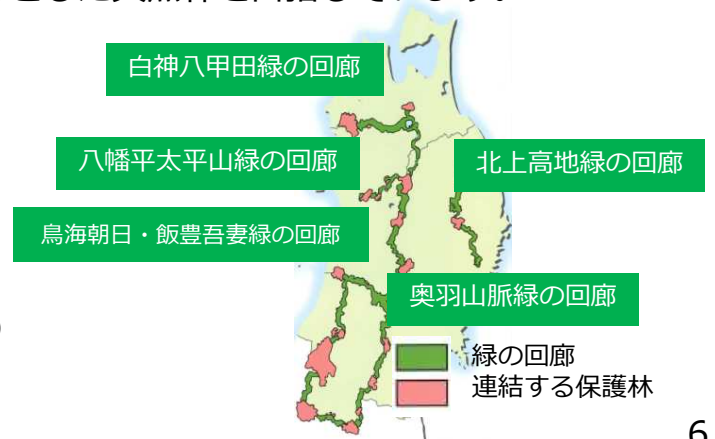 白神八甲田緑の回廊
八幡平太平山緑の回廊
北上高地緑の回廊
鳥海朝日・飯豊吾妻緑の回廊
奥羽山脈緑の回廊
緑の回廊
連結する保護林
6